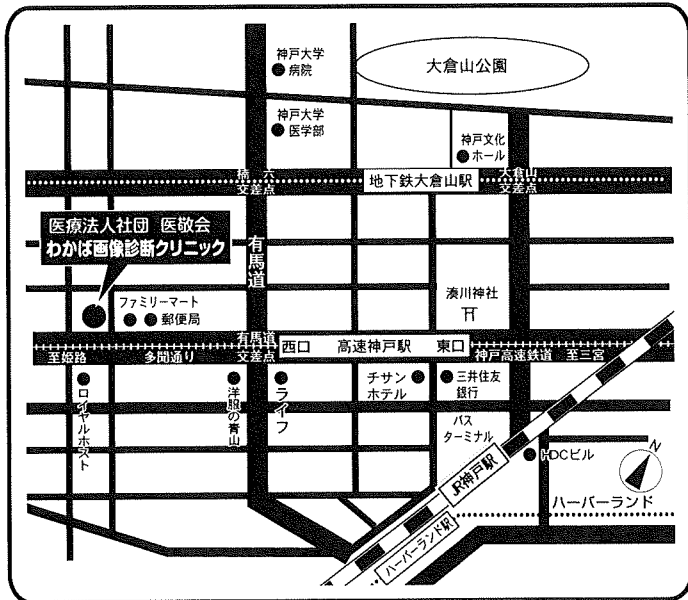 神戸大学
病院
大倉山公園
神戸大学
医学部
神戸文化
ホール
楠 六
交差点
地下鉄大倉山駅
大倉山
交差点
医療法人社団 医敬会
わかば画像診断クリニック
有馬道
湊川神社
ファミリーマート
郵便局
有馬道
交差点
西口 高速神戸駅 東口
至姫路
多聞通り
神戸高速鉄道 至三宮
ロイヤルホスト
洋服の青山
ライフ
チサン
ホテル
三井住友
銀行
バス
ターミナル
JR神戸駅
HDCビル
N
ハーバーランド
ハーバーランド駅